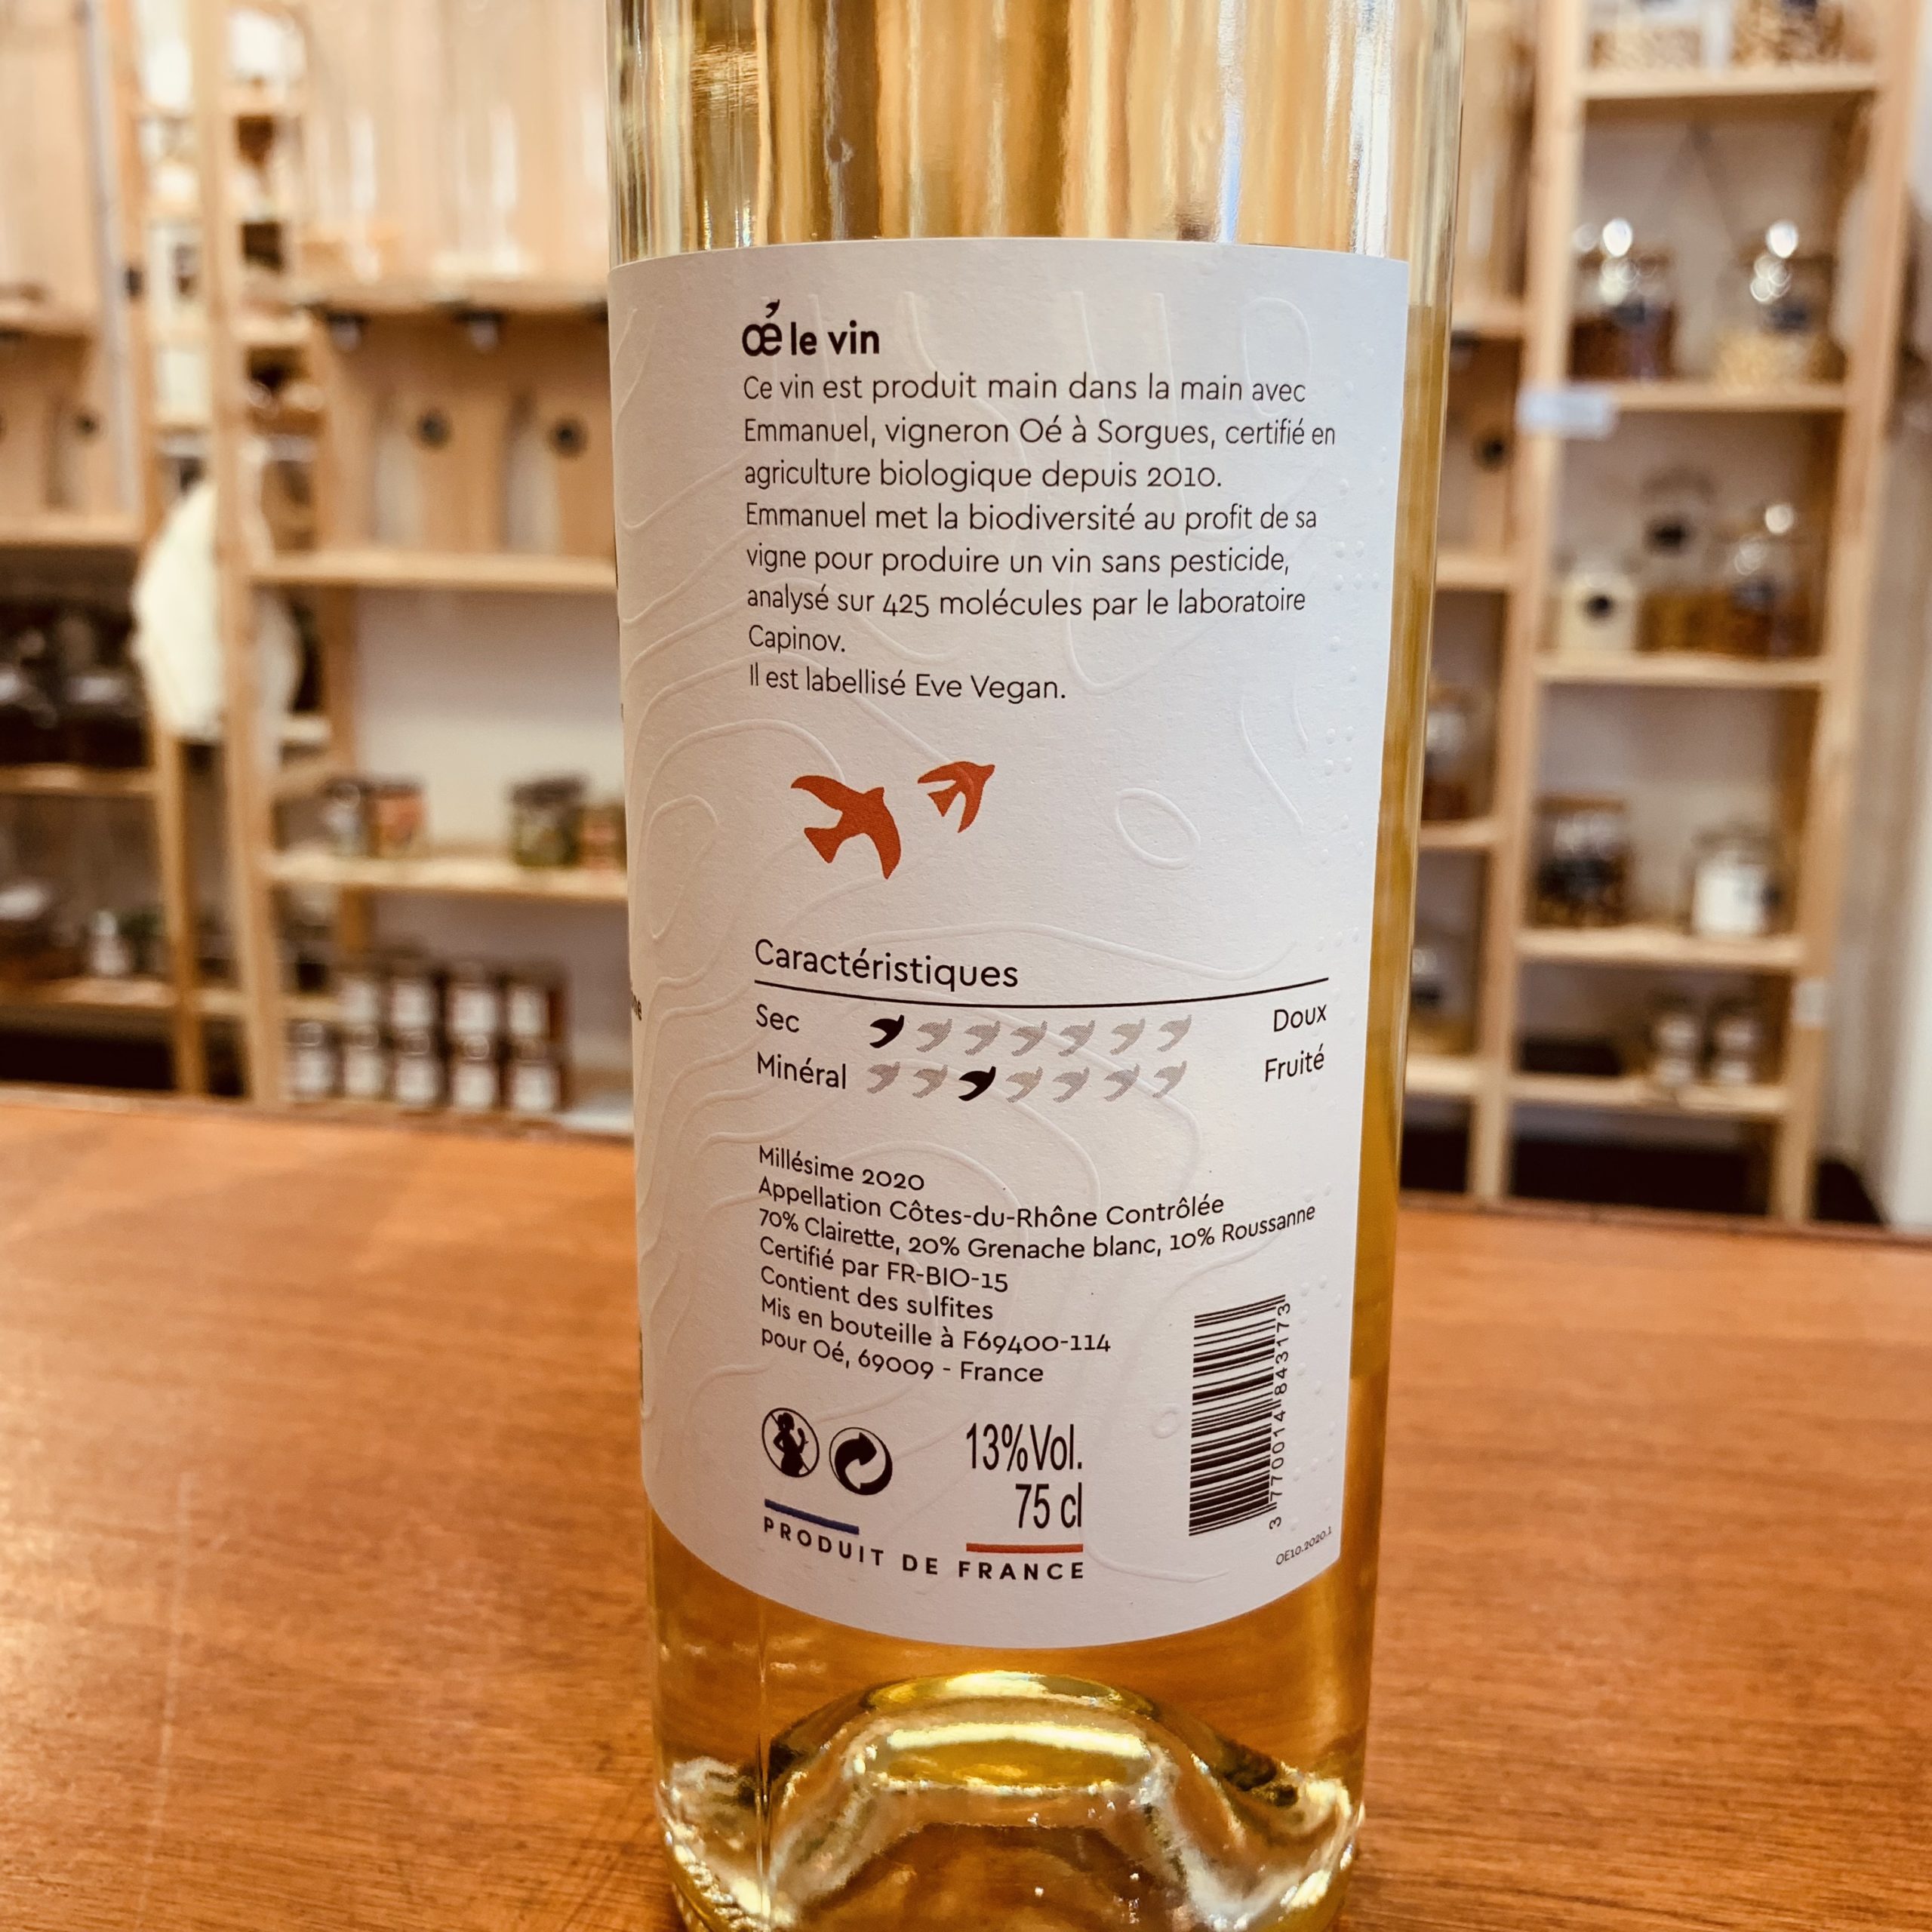 oé le vin
Ce vin est produit main dans la main avec
Emmanuel, vigneron Oé à Sorgues, certifié en
agriculture biologique depuis 2010.
Emmanuel met la biodiversité au profit de sa
vigne pour produire un vin sans pesticide,
analysé sur 425 molécules par le laboratoire
Capinov.
Il est labellisé Eve Vegan.
Caractéristiques
Sec Doux
Minéral Fruité
Millésime 2020
Appellation Côtes-du-Rhône Contrôlée
70% Clairette, 20% Grenache blanc, 10% Roussanne
Certifié par FR-BIO-15
Contient des sulfites
Mis en bouteille à F69400-114
pour Oé, 69009 - France
13%Vol.
75 cl
PRODUIT DE FRANCE
3 770014 843173
OE10.2020.1